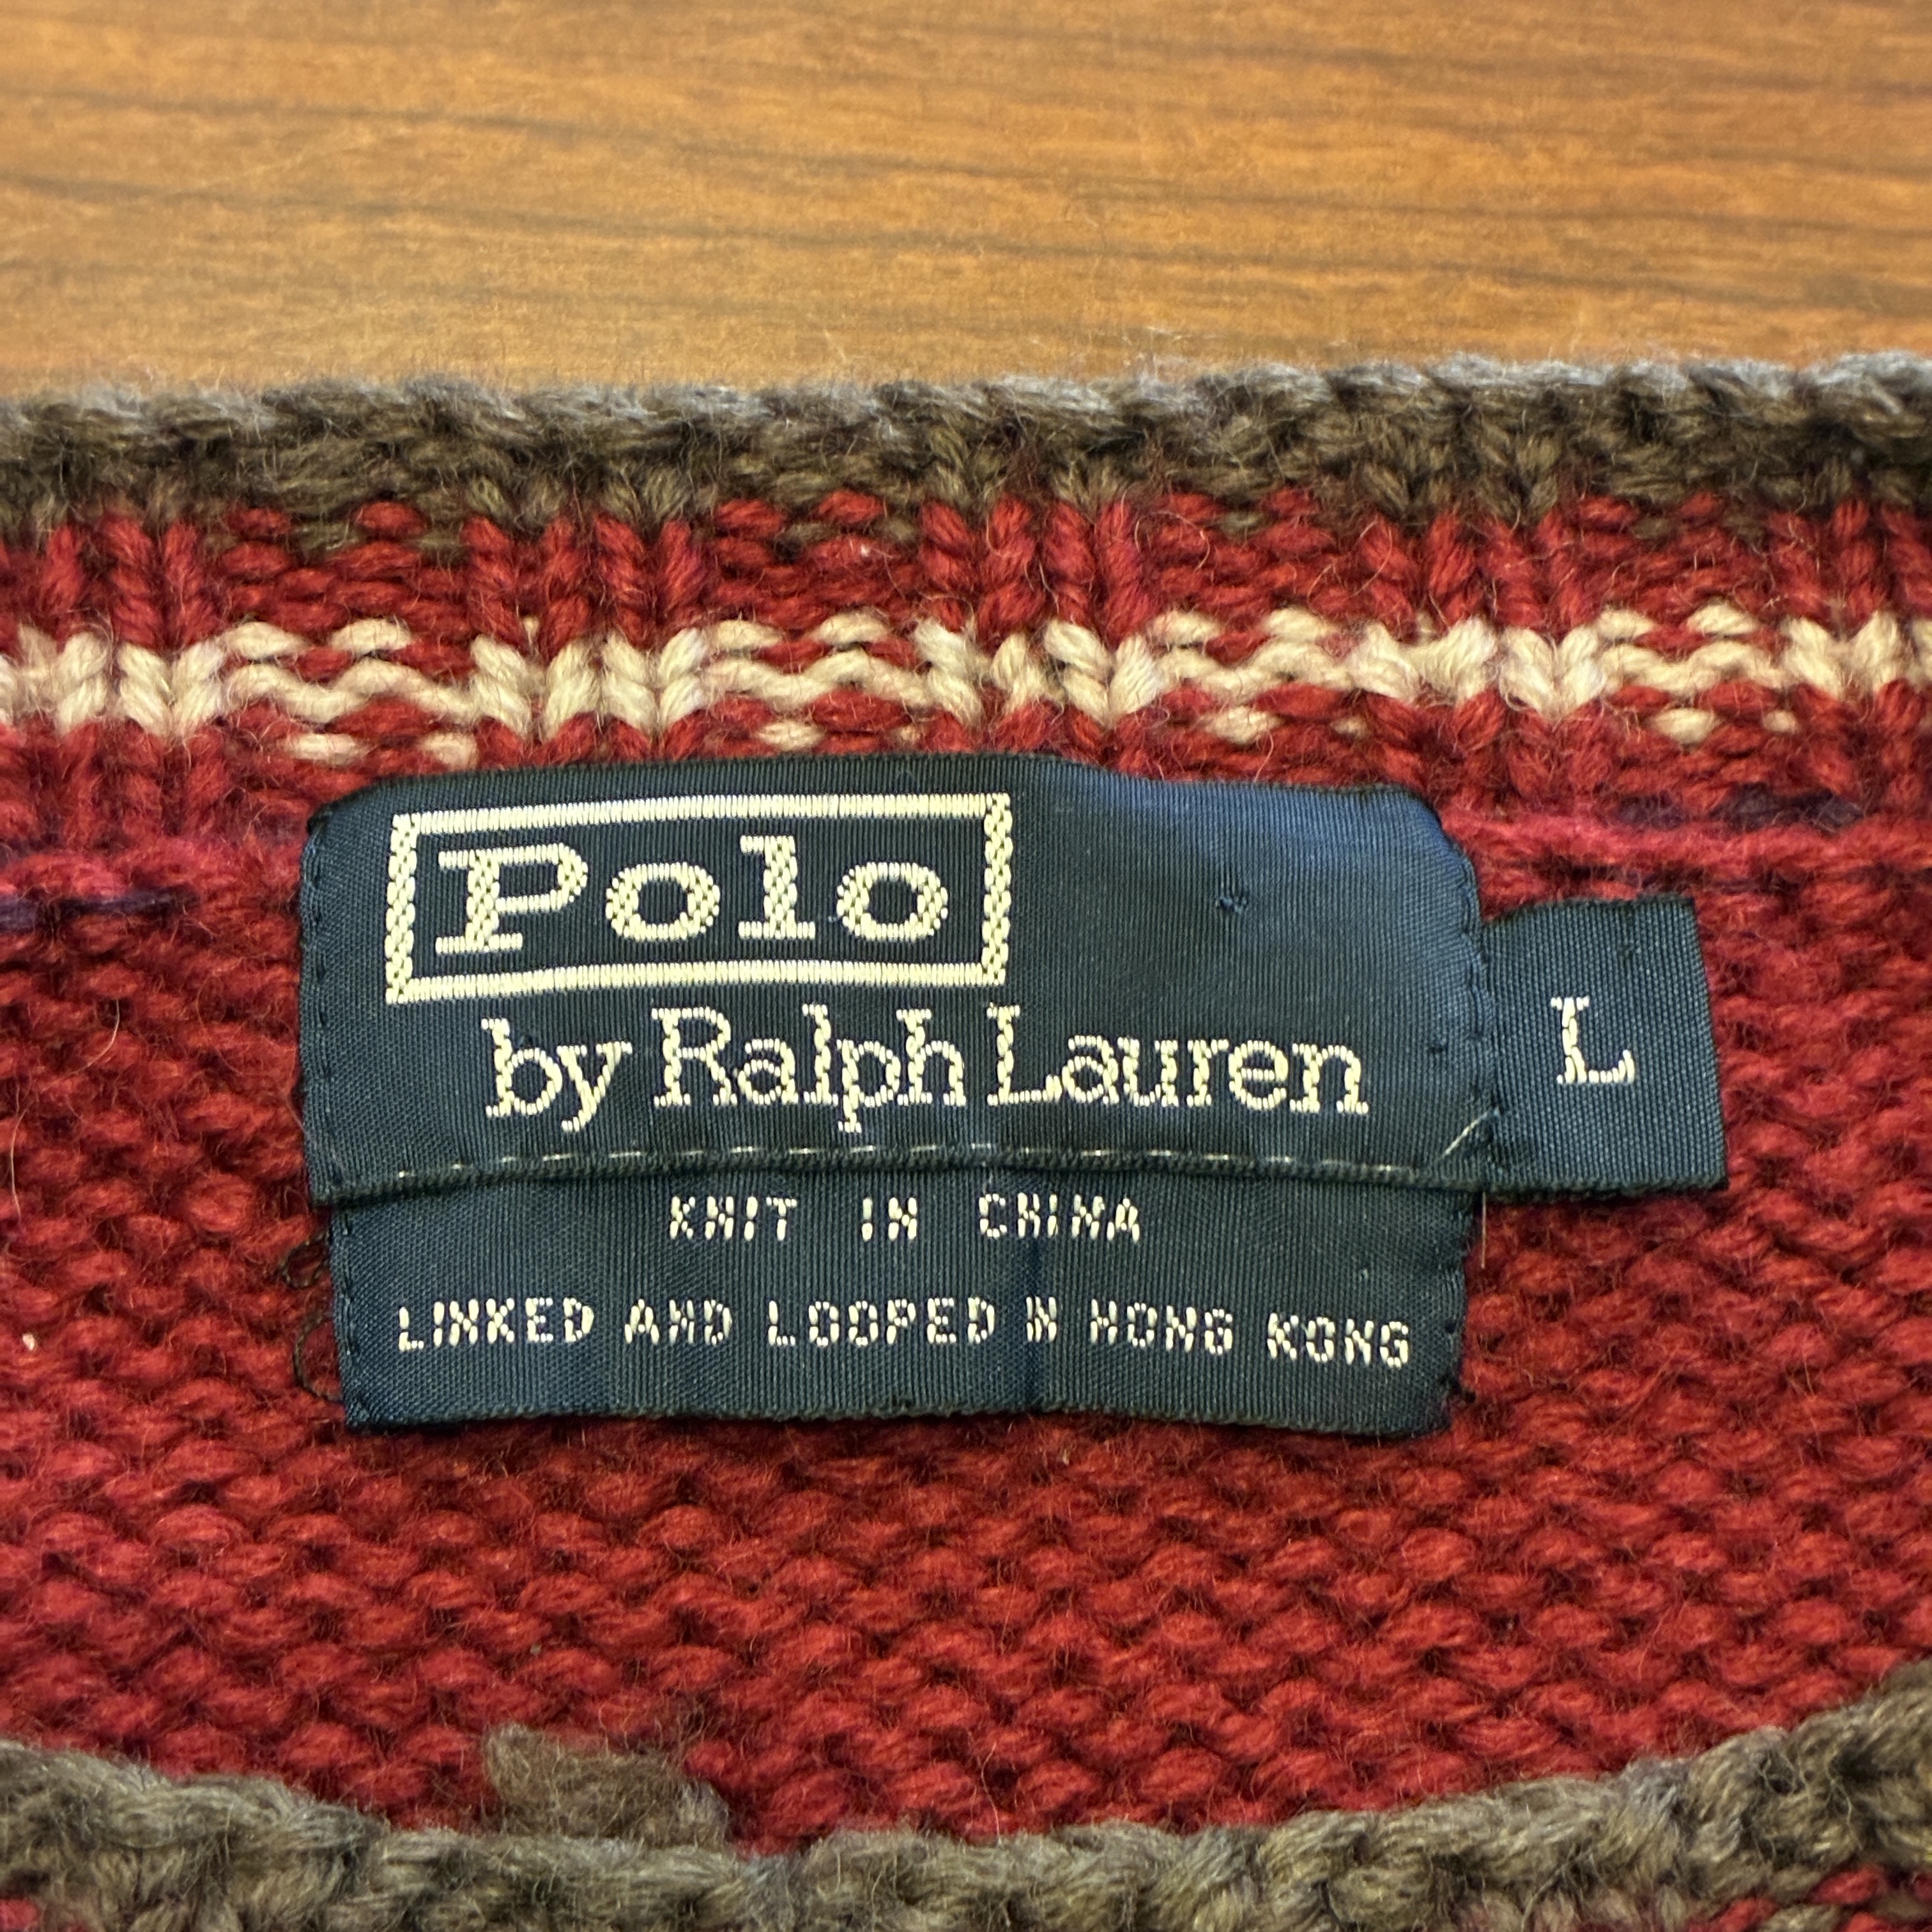 Polo
by Ralph Lauren
L
KNIT IN CHINA
LINKED AND LOOPED IN HONG KONG